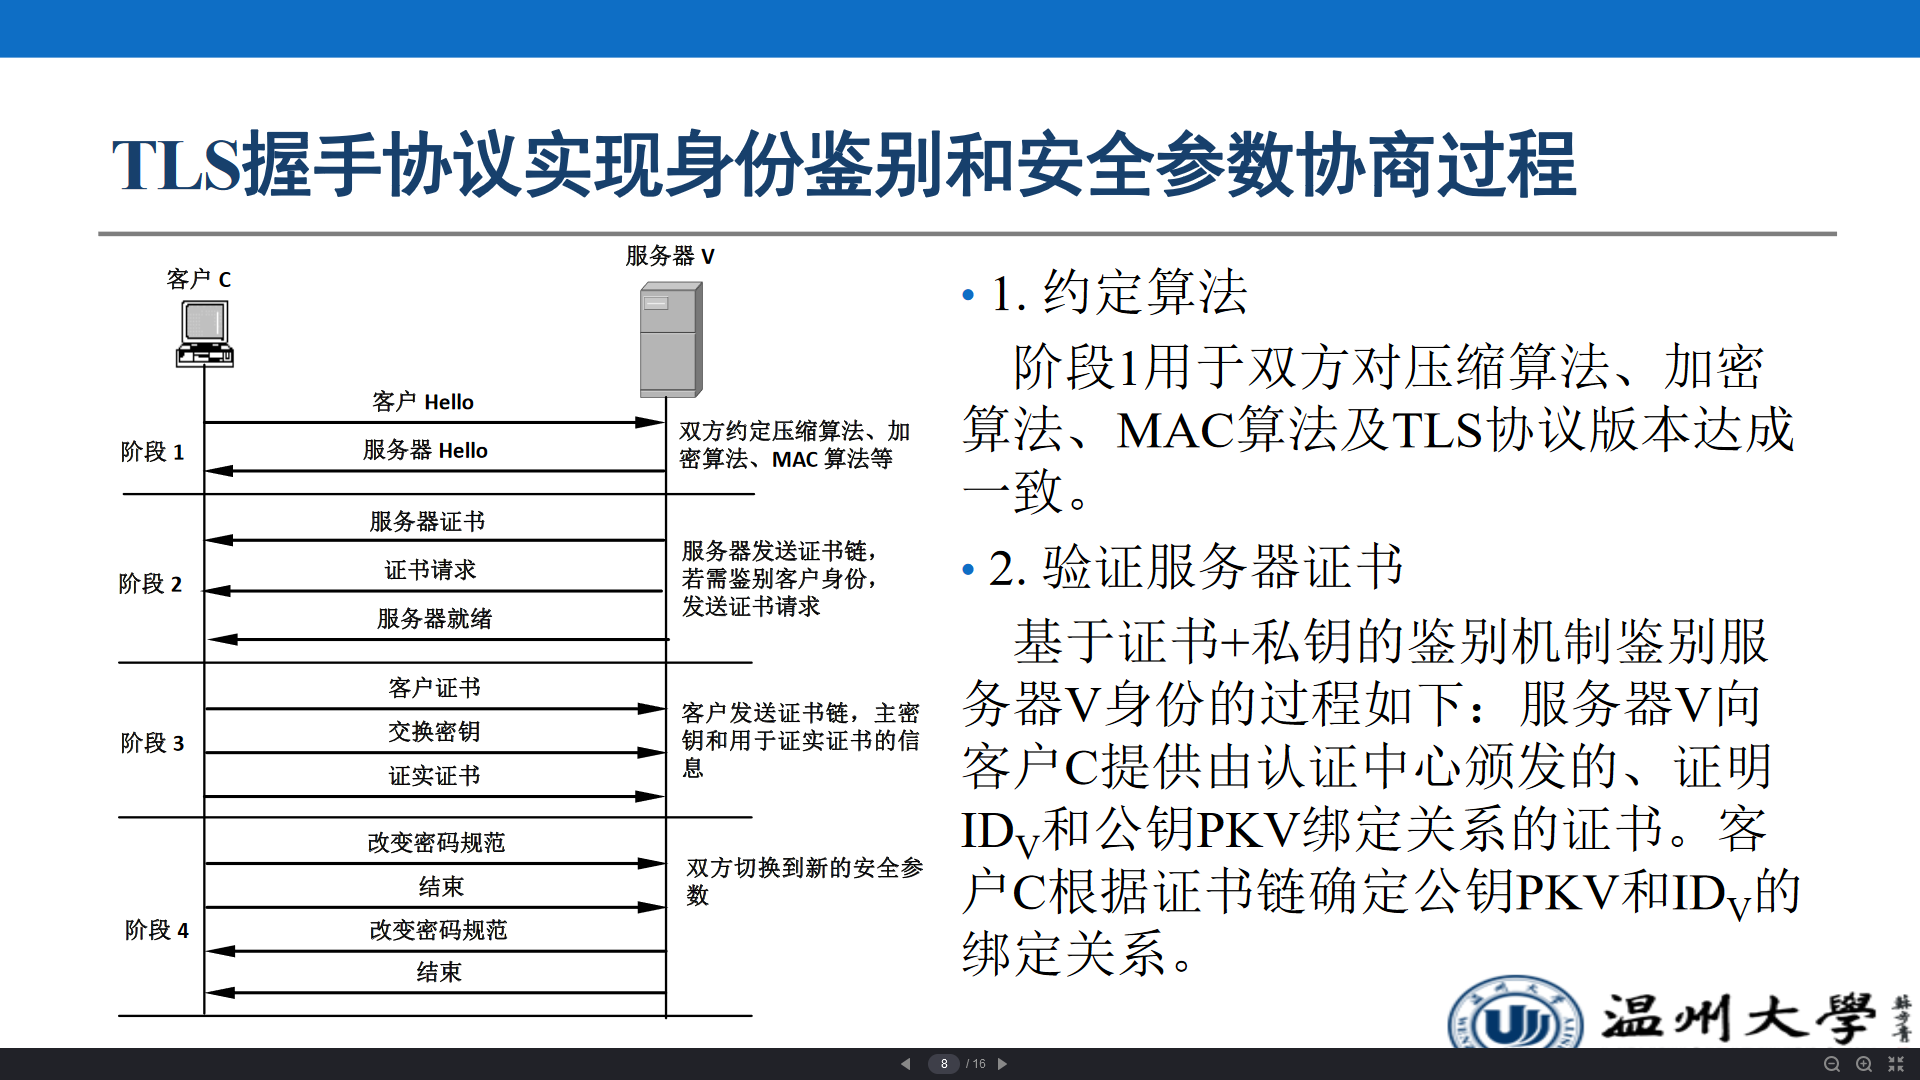 TLS握手协议实现身份鉴别和安全参数协商过程
客户 C
服务器 V
客户 Hello
阶段 1
服务器 Hello
双方约定压缩算法、加
密算法、MAC 算法等
服务器证书
阶段 2
证书请求
服务器就绪
服务器发送证书链，
若需鉴别客户身份，
发送证书请求
客户证书
阶段 3
交换密钥
证实证书
客户发送证书链，主密
钥和用于证实证书的信
息
改变密码规范
结束
阶段 4
改变密码规范
结束
双方切换到新的安全参
数
• 1. 约定算法
阶段1用于双方对压缩算法、加密
算法、MAC算法及TLS协议版本达成
一致。
• 2. 验证服务器证书
基于证书+私钥的鉴别机制鉴别服
务器V身份的过程如下：服务器V向
客户C提供由认证中心颁发的、证明
IDV和公钥PKV绑定关系的证书。客
户C根据证书链确定公钥PKV和IDV的
绑定关系。
温州大學
8 / 16